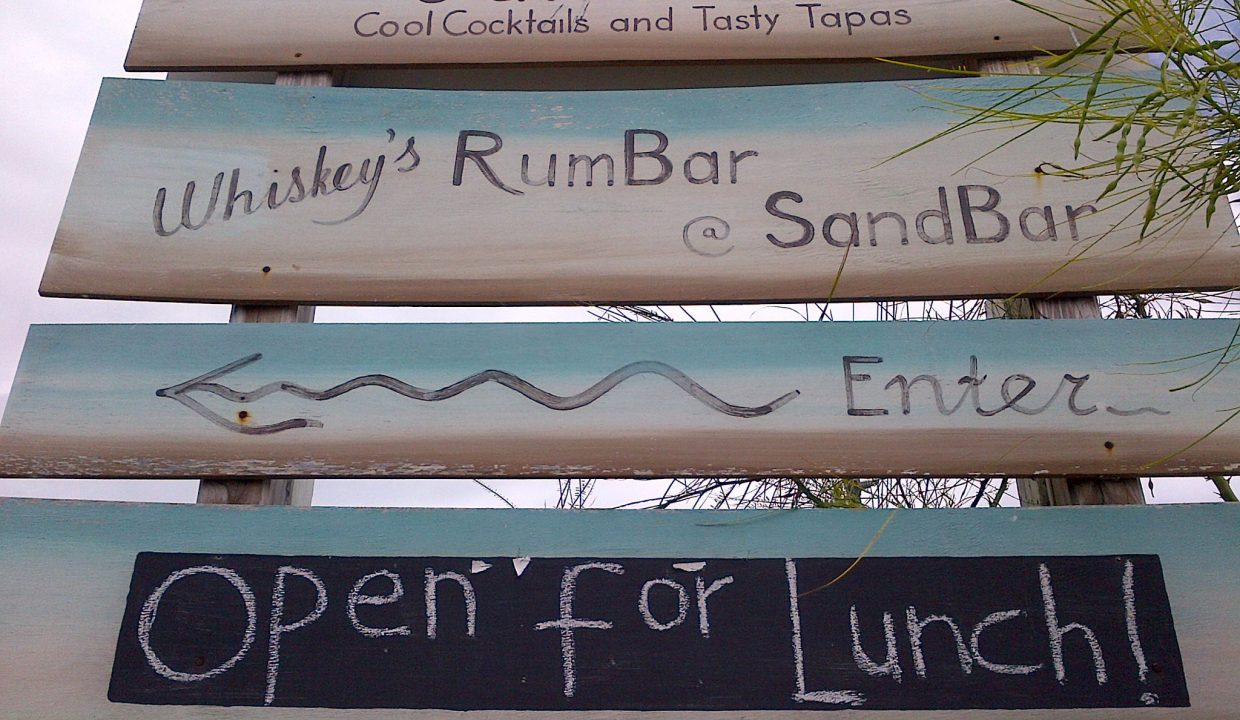 Cool Cocktails and Tasty Tapas
Whiskey's RumBar
@ SandBar
Enter
Open for Lunch!